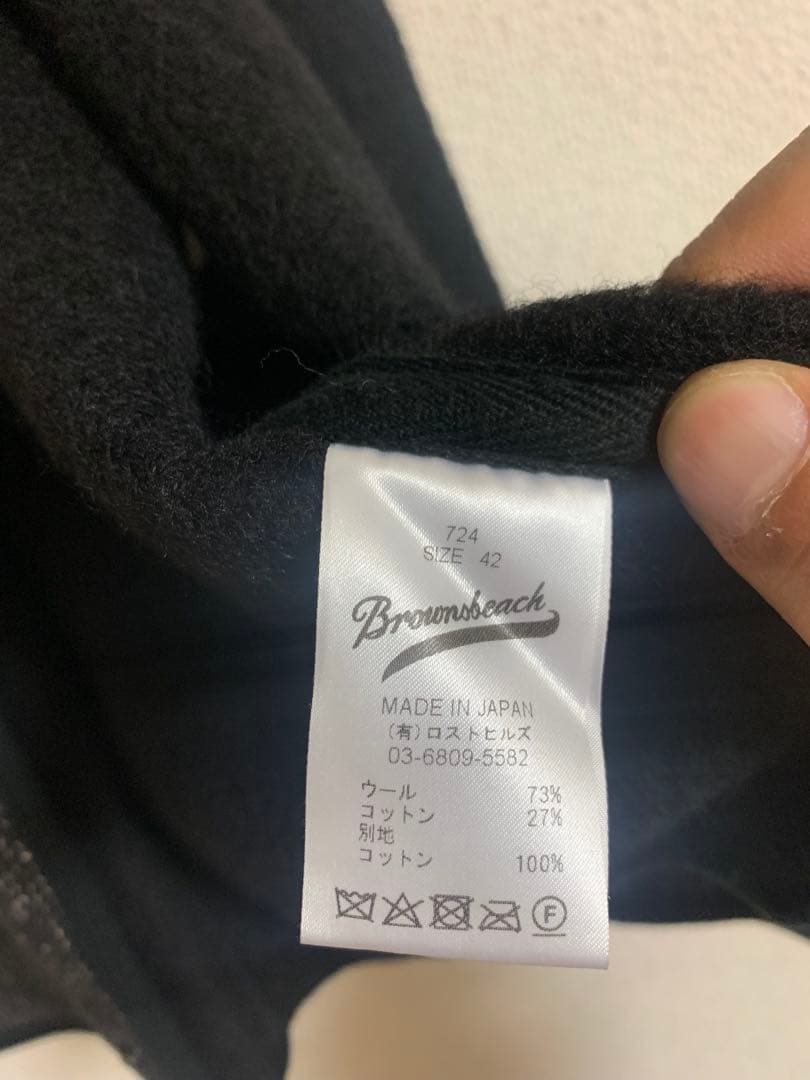 724
SIZE 42
Brownsbeach
MADE IN JAPAN
(有)ロストヒルズ
03-6809-5582
ウール 73%
コットン 27%
別地
コットン 100%
F